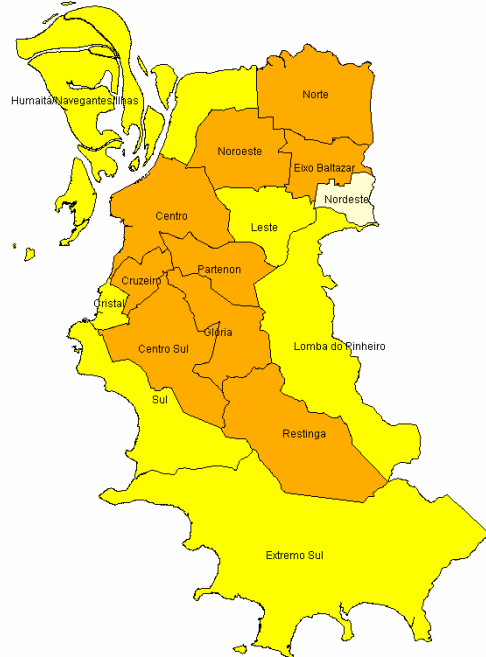 Norte
Humaitá/Navegantes/Ilhas
Noroeste
Eixo Baltazar
Nordeste
Centro
Leste
Partenon
Cruzeiro
Cristal
Glória
Lomba do Pinheiro
Centro Sul
Sul
Restinga
Extremo Sul